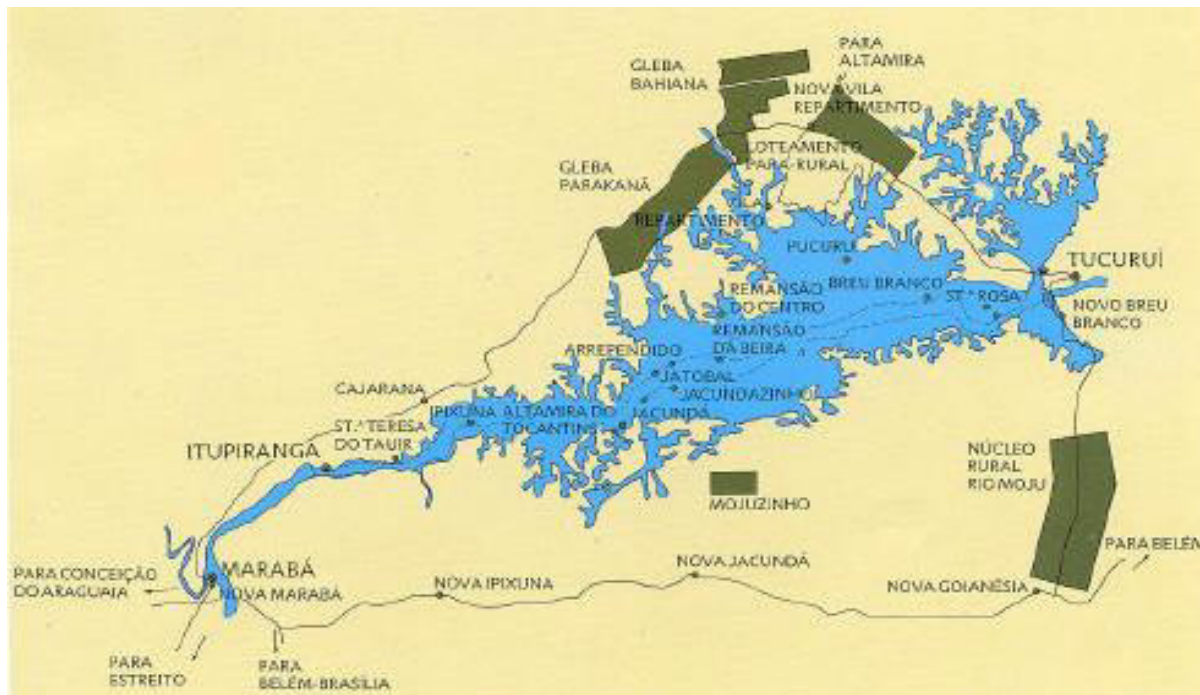 PARA
ALTAMIRA
GLEBA
BAHIANA
NOVA VILA
REPARTIMENTO
LOTEAMENTO
PARA-RURAL
GLEBA
PARAKANÃ
VILA
REPARTIMENTO
PUCURUÍ
TUCURUÍ
BREU BRANCO
REMANSÃO
DO CENTRO
ST.ª ROSA
NOVO BREU
BRANCO
REMANSÃO
DA BEIRA
ARREPENDIDO
JATOBAL
JACUNDAZINHO
CAJARANA
IPIXUNA
ALTAMIRA DO
TOCANTINS
JACUNDÁ
ST.ª TERESA
DO TAUIR
ITUPIRANGA
NÚCLEO
RURAL
RIO MOJU
MOJUZINHO
PARA BELÉM
PARA CONCEIÇÃO
DO ARAGUAIA
MARABÁ
NOVA MARABÁ
NOVA IPIXUNA
NOVA JACUNDÁ
NOVA GOIANÉSIA
PARA
ESTREITO
PARA
BELÉM-BRASÍLIA